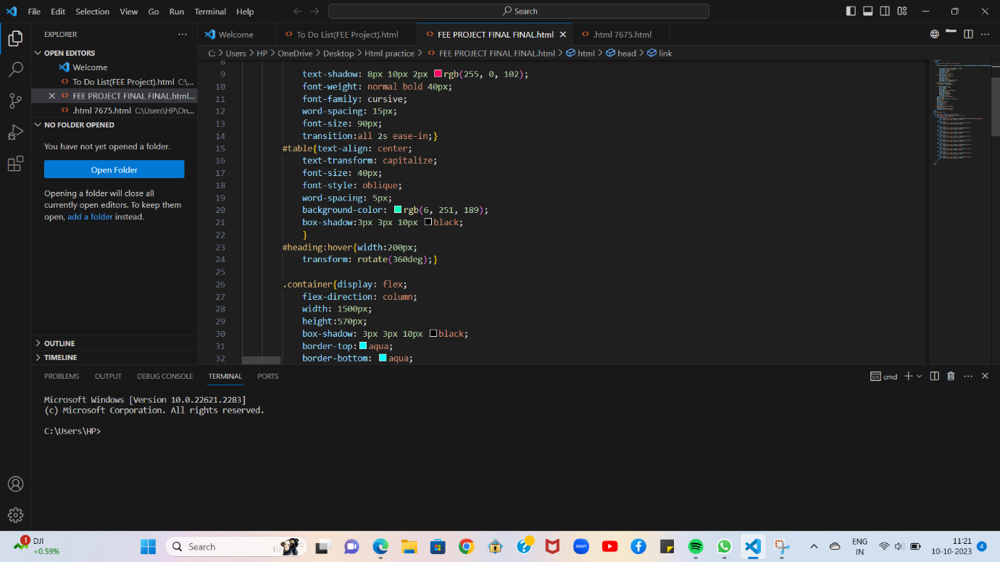 File Edit Selection View Go Run Terminal Help
Search
EXPLORER
Welcome
To Do List(FEE Project).html
FEE PROJECT FINAL FINAL.html
.html 7675.html
C: > Users > HP > OneDrive > Desktop > Html practice > FEE PROJECT FINAL FINAL.html > html > head > link
OPEN EDITORS
Welcome
To Do List(FEE Project).html C:\...
FEE PROJECT FINAL FINAL.html...
.html 7675.html C:\Users\HP\On...
NO FOLDER OPENED
You have not yet opened a folder.
Open Folder
Opening a folder will close all
currently open editors. To keep them
open, add a folder instead.
OUTLINE
TIMELINE
8
9 text-shadow: 8px 10px 2px rgb(255, 0, 102);
10 font-weight: normal bold 40px;
11 font-family: cursive;
12 word-spacing: 15px;
13 font-size: 90px;
14 transition:all 2s ease-in;}
15 #table{text-align: center;
16 text-transform: capitalize;
17 font-size: 40px;
18 font-style: oblique;
19 word-spacing: 5px;
20 background-color: rgb(6, 251, 189);
21 box-shadow:3px 3px 10px black;
22 }
23 #heading:hover{width:200px;
24 transform: rotate(360deg);}
25
26 .container{display: flex;
27 flex-direction: column;
28 width: 1500px;
29 height:570px;
30 box-shadow: 3px 3px 10px black;
31 border-top: aqua;
32 border-bottom: aqua;
PROBLEMS OUTPUT DEBUG CONSOLE TERMINAL PORTS
cmd
Microsoft Windows [Version 10.0.22621.2283]
(c) Microsoft Corporation. All rights reserved.
C:\Users\HP>
1
DJI
+0.59%
Search
zoom
ENG
IN
11:21
10-10-2023
4